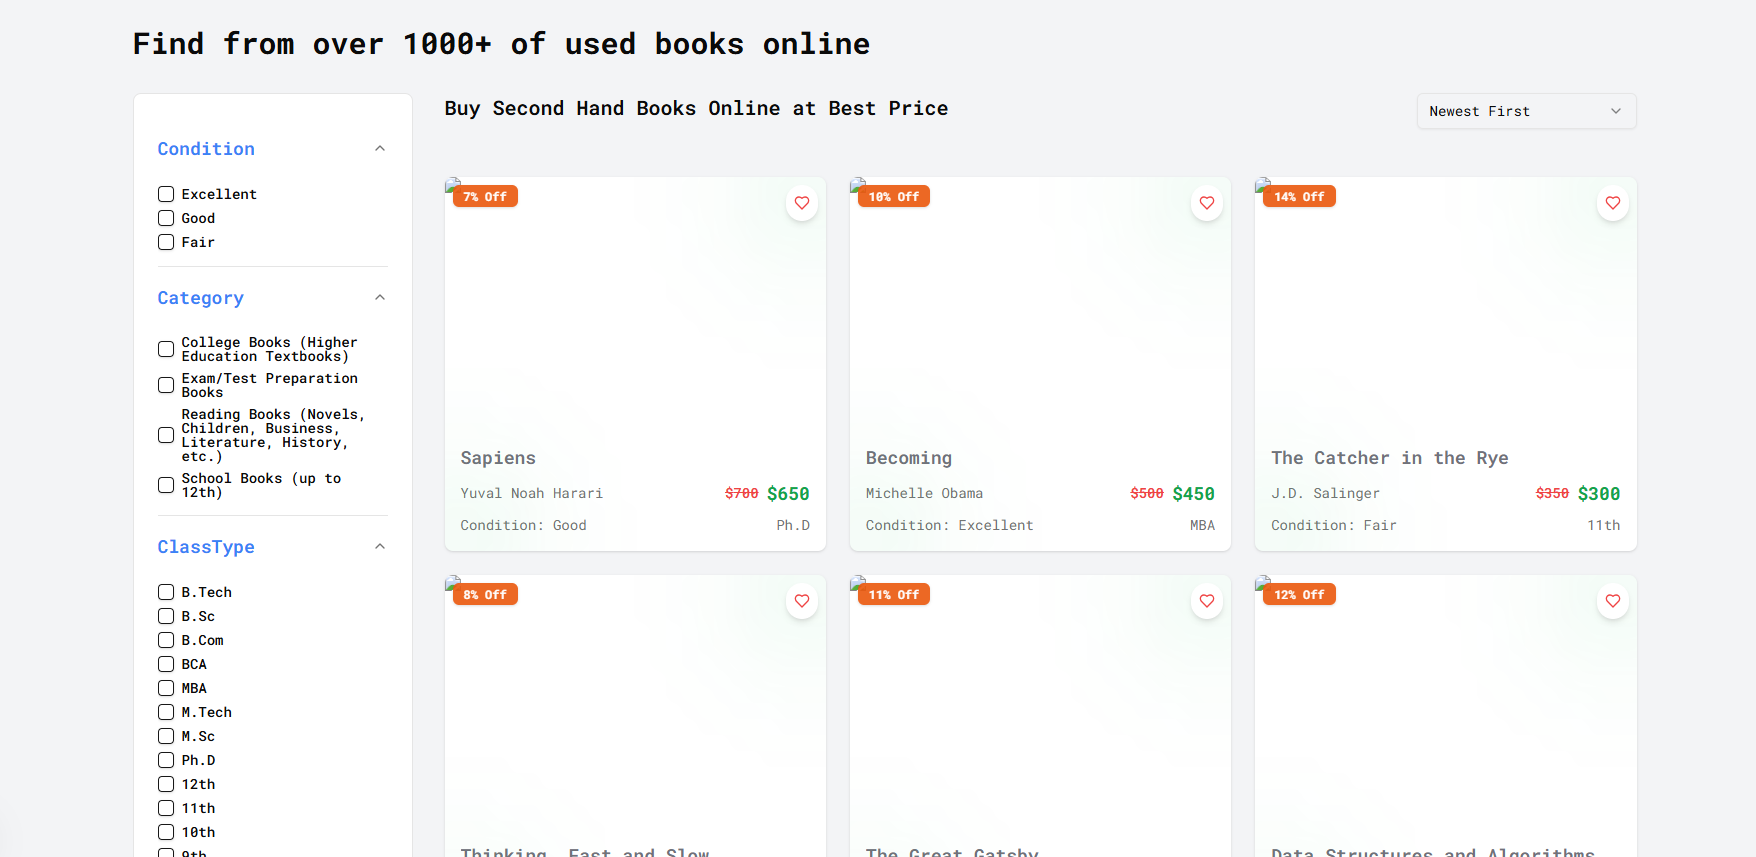 Find from over 1000+ of used books online
Condition
Excellent
Good
Fair
Category
College Books (Higher
Education Textbooks)
Exam/Test Preparation
Books
Reading Books (Novels,
Children, Business,
Literature, History,
etc.)
School Books (up to
12th)
ClassType
B.Tech
B.Sc
B.Com
BCA
MBA
M.Tech
M.Sc
Ph.D
12th
11th
10th
9th
Buy Second Hand Books Online at Best Price
Newest First
7% Off
Sapiens
Yuval Noah Harari $700 $650
Condition: Good Ph.D
10% Off
Becoming
Michelle Obama $500 $450
Condition: Excellent MBA
14% Off
The Catcher in the Rye
J.D. Salinger $350 $300
Condition: Fair 11th
8% Off
Thinking, Fast and Slow
11% Off
The Great Gatsby
12% Off
Data Structures and Algorithms